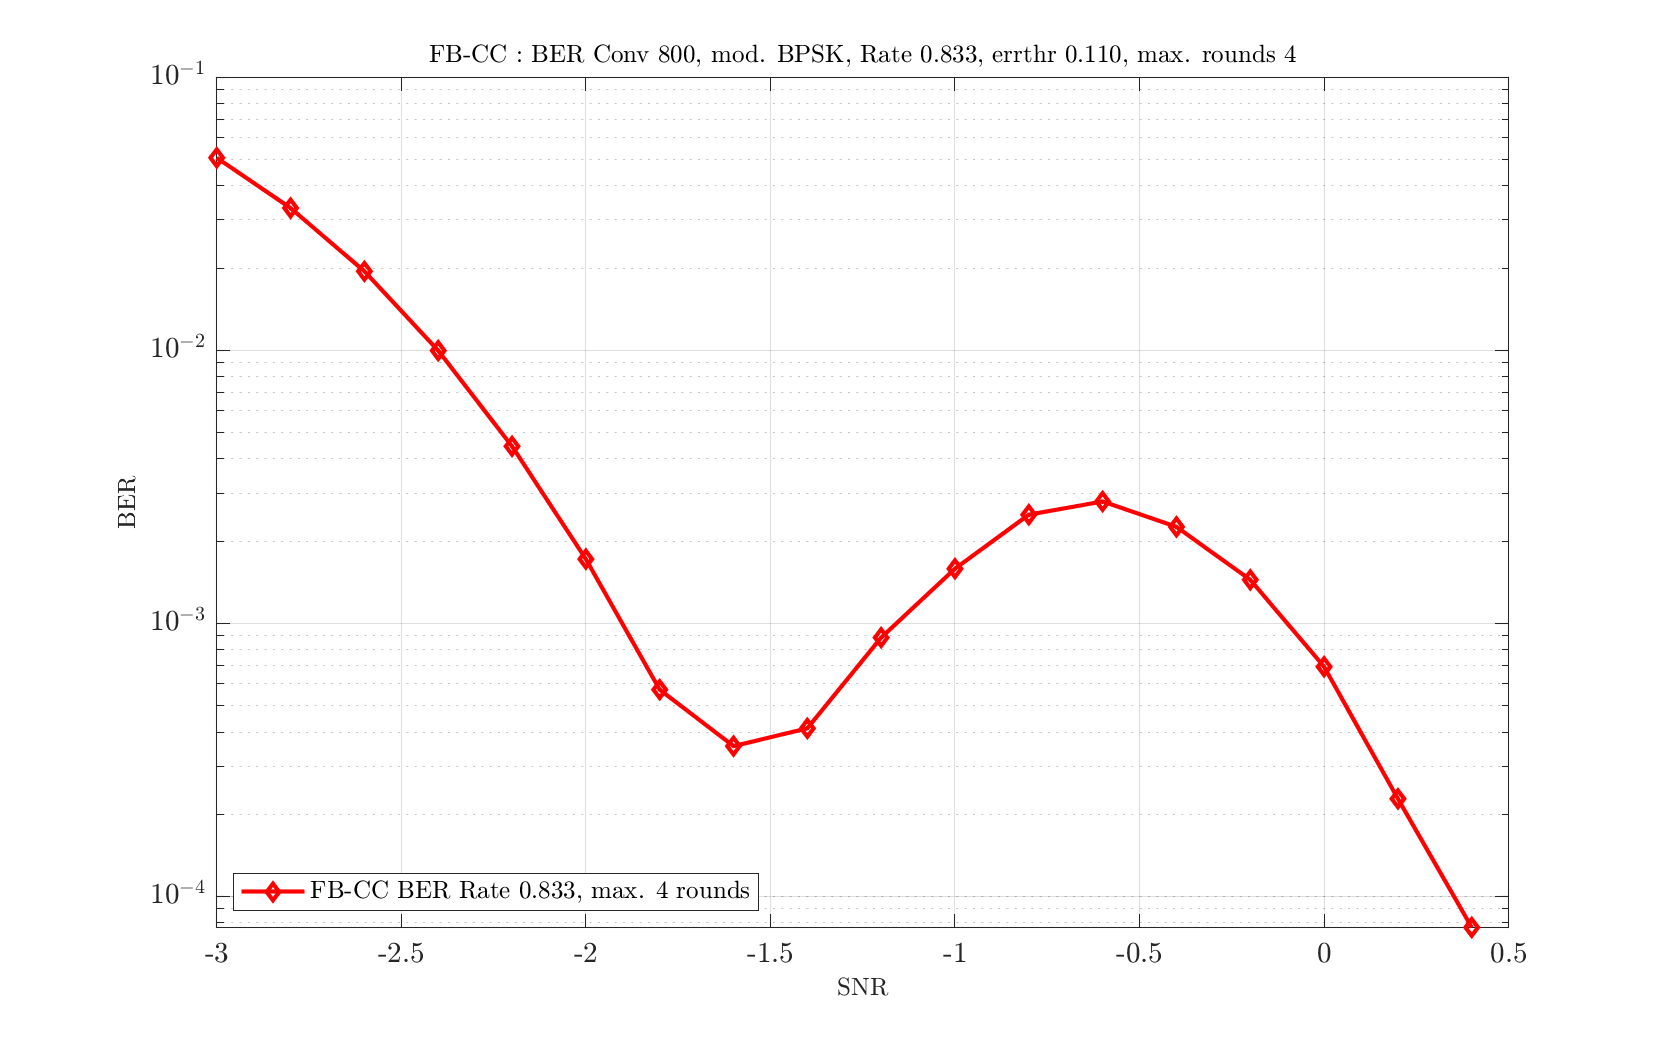 FB-CC : BER Conv 800, mod. BPSK, Rate 0.833, errthr 0.110, max. rounds 4
10^{-1}
10^{-2}
10^{-3}
10^{-4}
BER
FB-CC BER Rate 0.833, max. 4 rounds
-3 -2.5 -2 -1.5 -1 -0.5 0 0.5
SNR